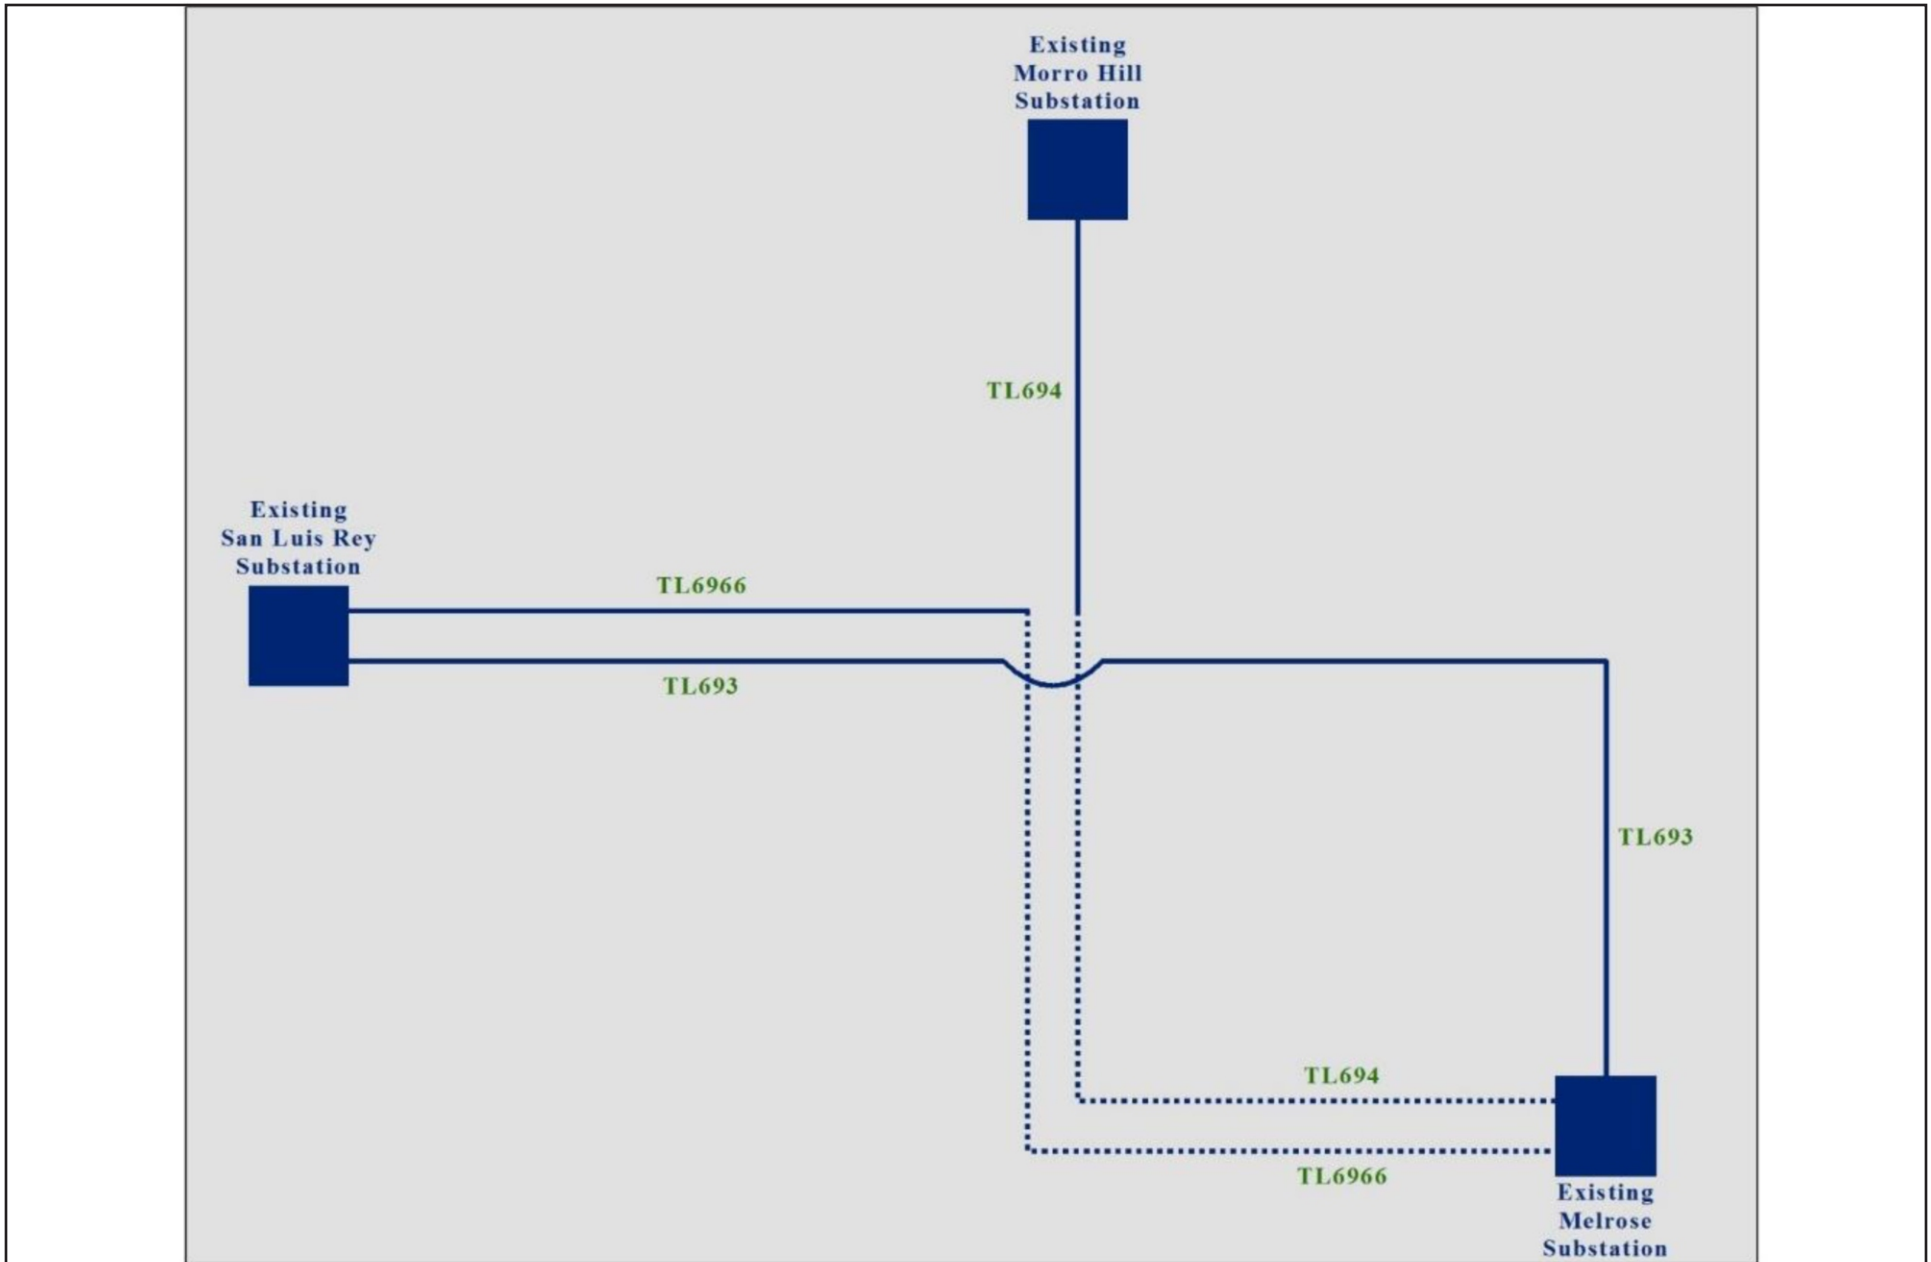 Existing
Morro Hill
Substation
TL694
Existing
San Luis Rey
Substation
TL6966
TL693
TL693
TL694
TL6966
Existing
Melrose
Substation